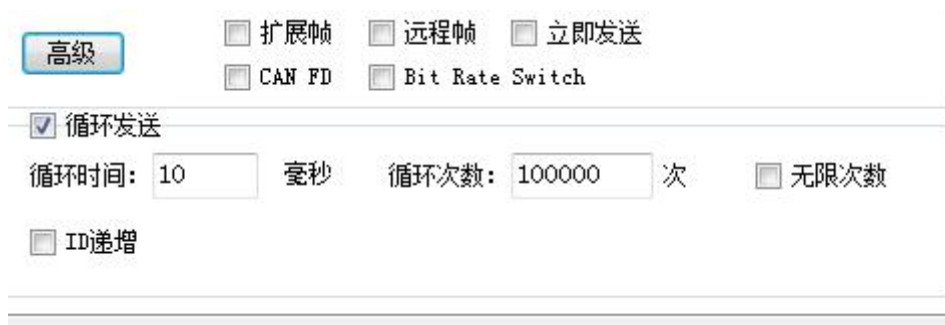 高级 扩展帧 远程帧 立即发送
CAN FD Bit Rate Switch
循环发送
循环时间: 10 毫秒 循环次数: 100000 次 无限次数
ID递增